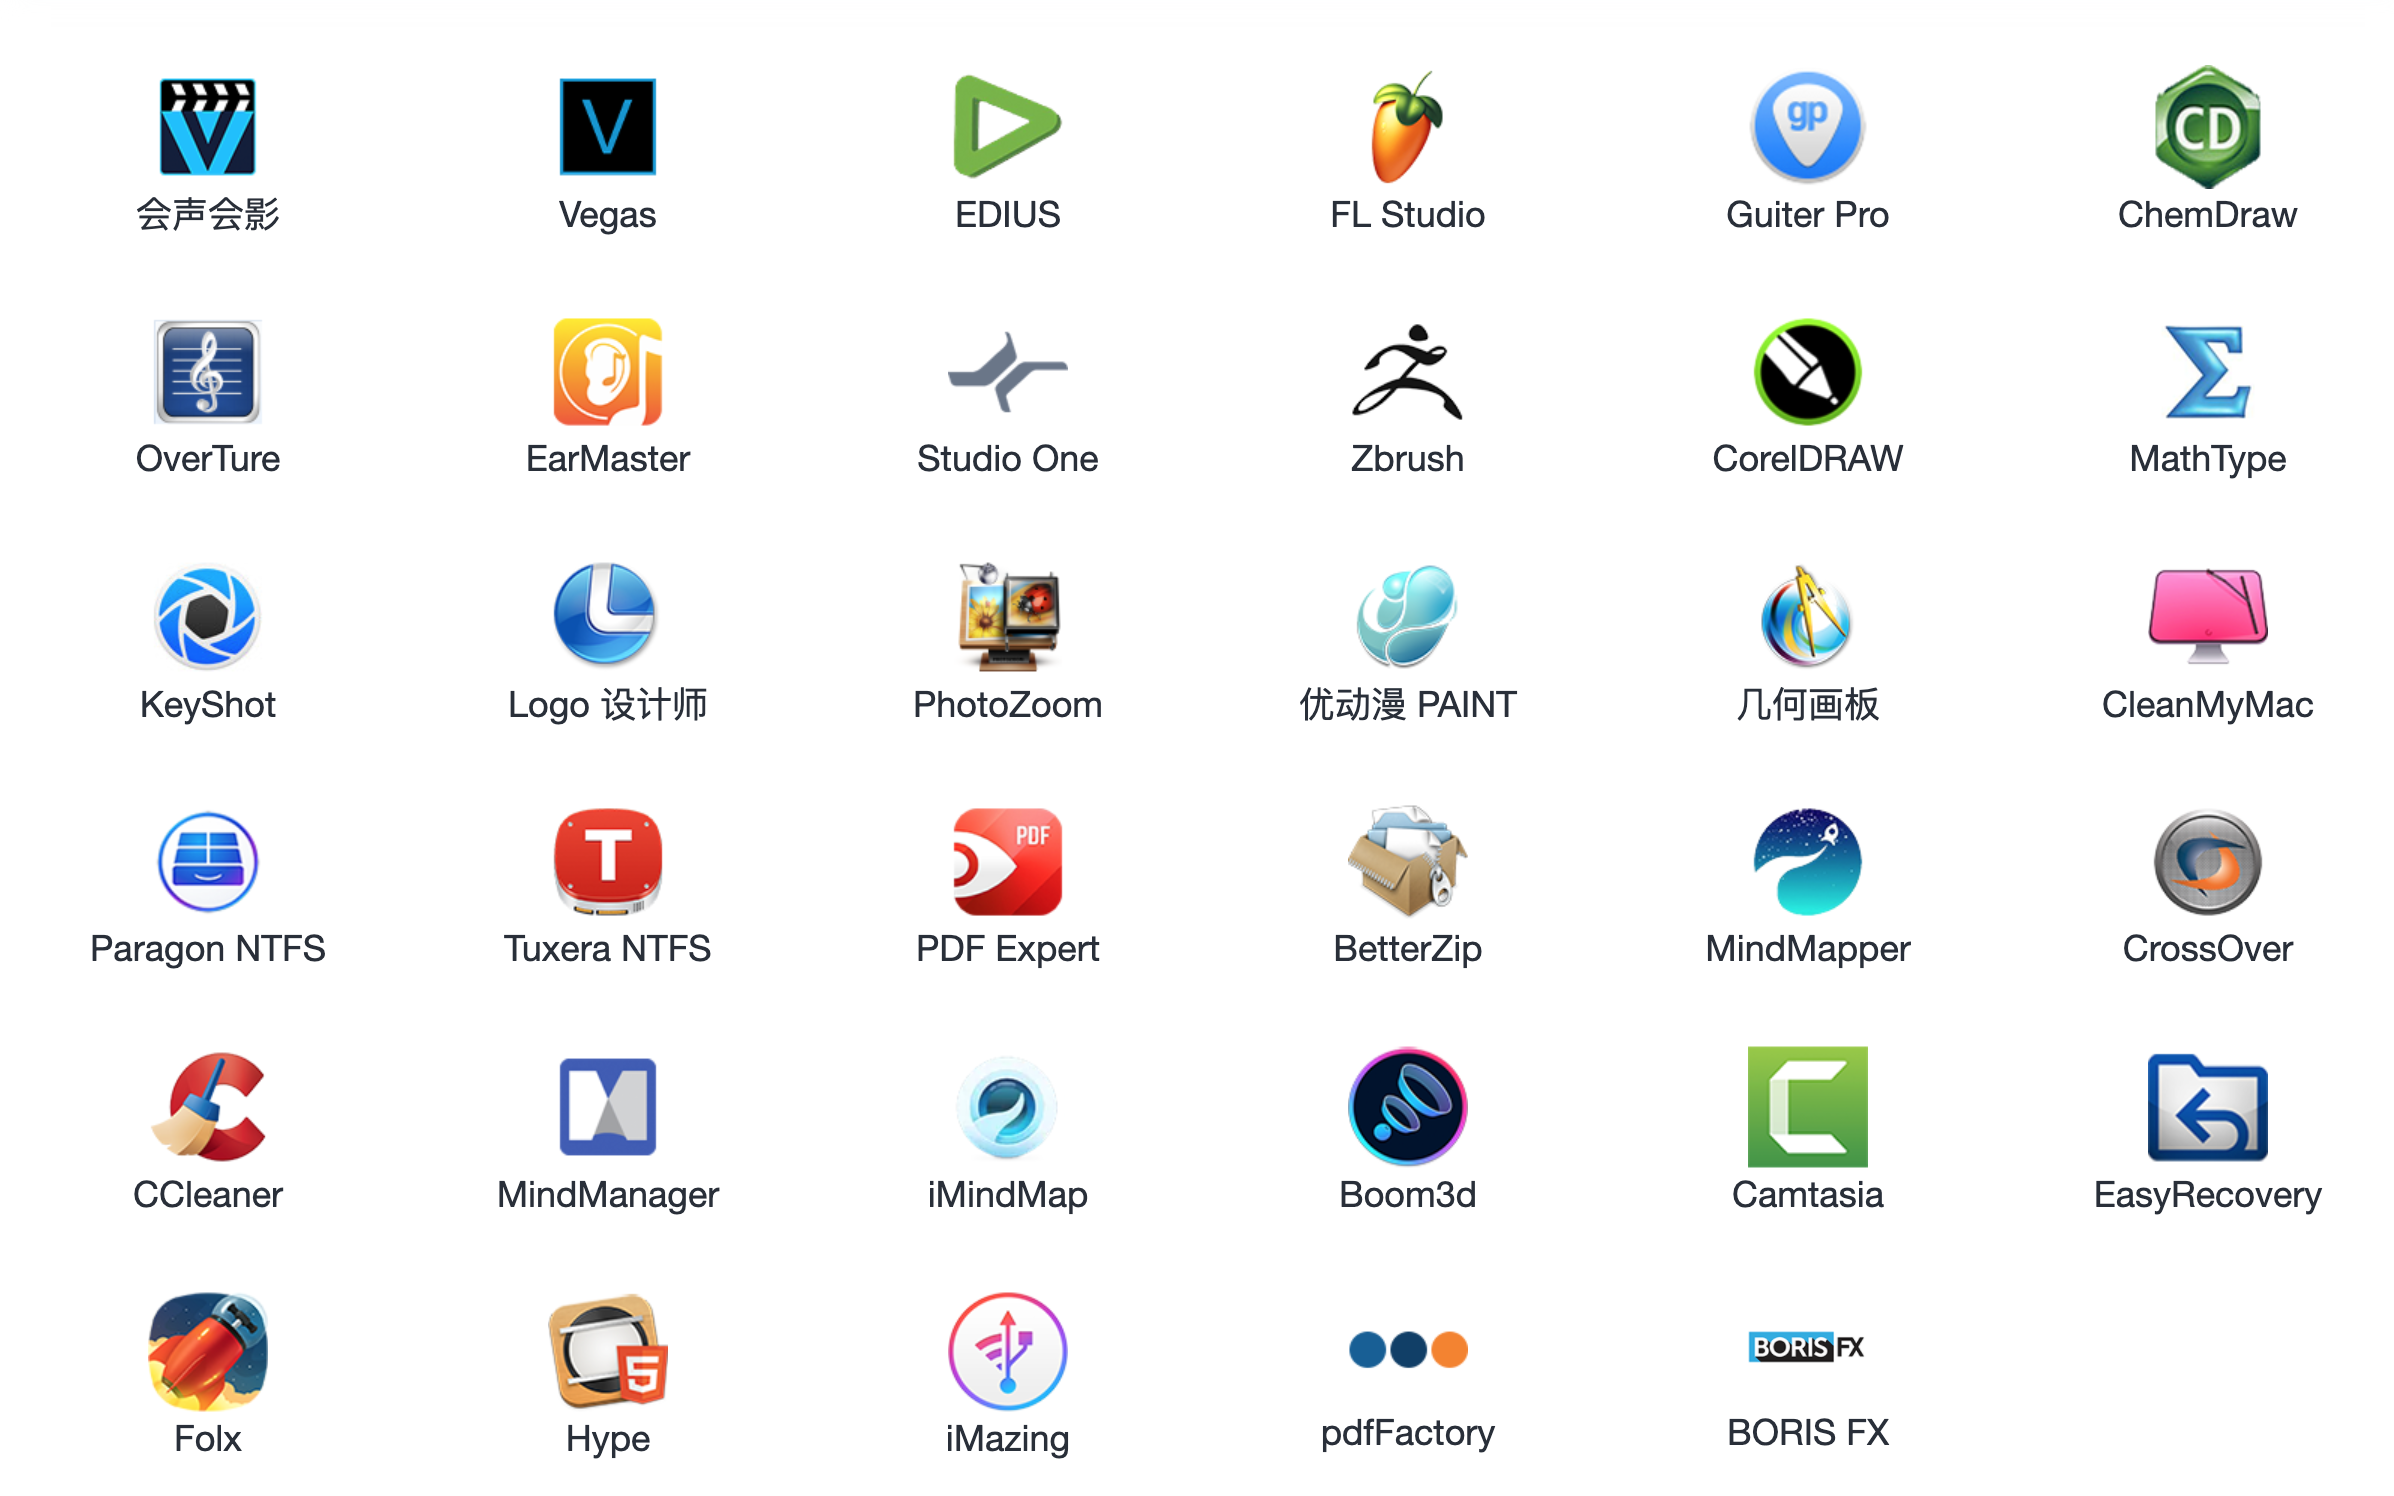 会声会影
V
Vegas
EDIUS
FL Studio
gp
Guiter Pro
CD
ChemDraw
OverTure
EarMaster
Studio One
Zbrush
CorelDRAW
Σ
MathType
KeyShot
Logo 设计师
PhotoZoom
优动漫 PAINT
几何画板
CleanMyMac
Paragon NTFS
T
Tuxera NTFS
PDF
PDF Expert
BetterZip
MindMapper
CrossOver
CCleaner
MindManager
iMindMap
Boom3d
C
Camtasia
EasyRecovery
Folx
5
Hype
iMazing
pdfFactory
BORIS FX
BORIS FX